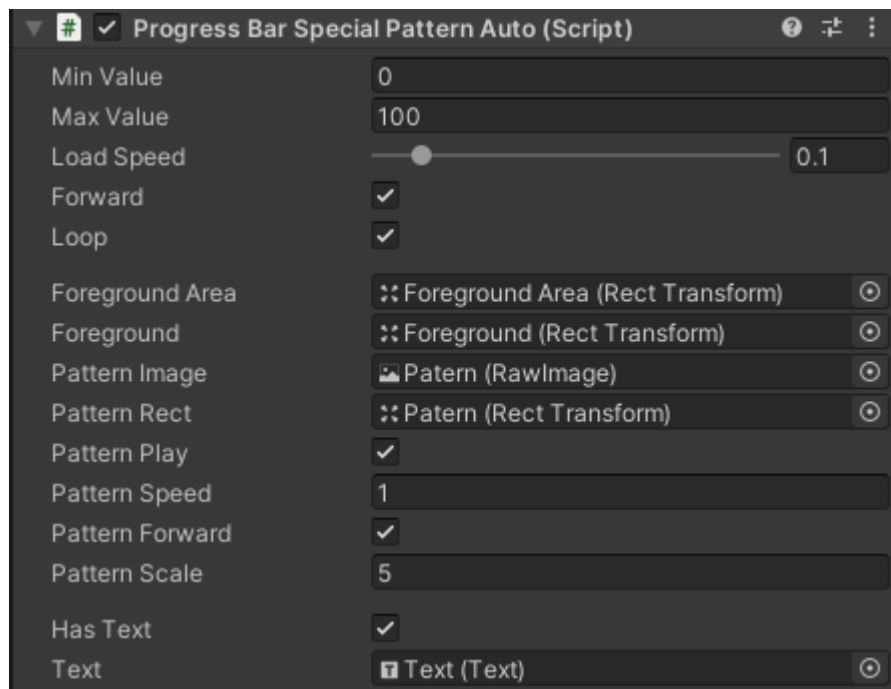 Progress Bar Special Pattern Auto (Script)
Min Value 0
Max Value 100
Load Speed 0.1
Forward
Loop
Foreground Area Foreground Area (Rect Transform)
Foreground Foreground (Rect Transform)
Pattern Image Patern (RawImage)
Pattern Rect Patern (Rect Transform)
Pattern Play
Pattern Speed 1
Pattern Forward
Pattern Scale 5
Has Text
Text Text (Text)